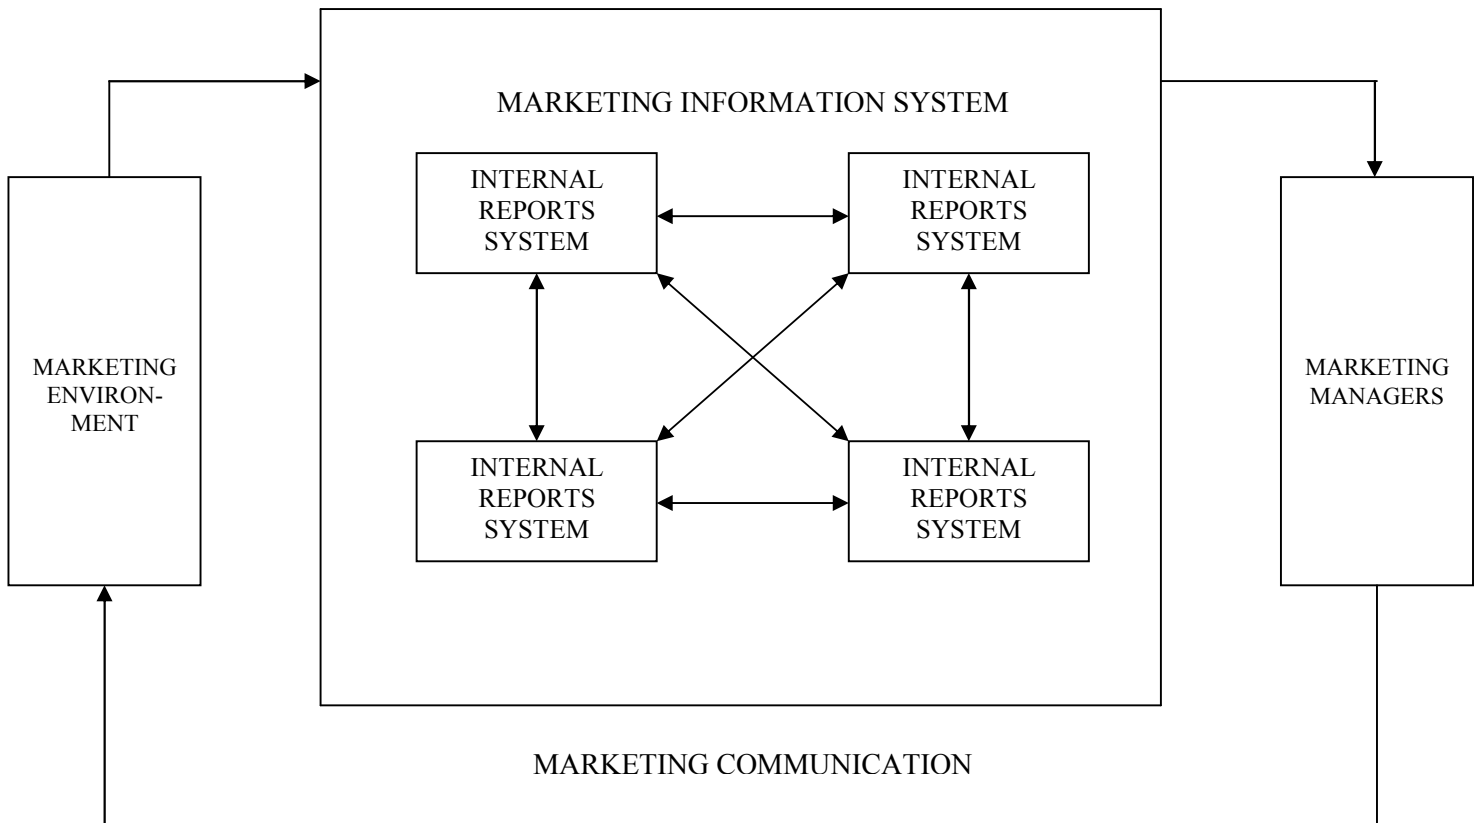 MARKETING INFORMATION SYSTEM
INTERNAL
REPORTS
SYSTEM
INTERNAL
REPORTS
SYSTEM
MARKETING
ENVIRON-
MENT
MARKETING
MANAGERS
INTERNAL
REPORTS
SYSTEM
INTERNAL
REPORTS
SYSTEM
MARKETING COMMUNICATION